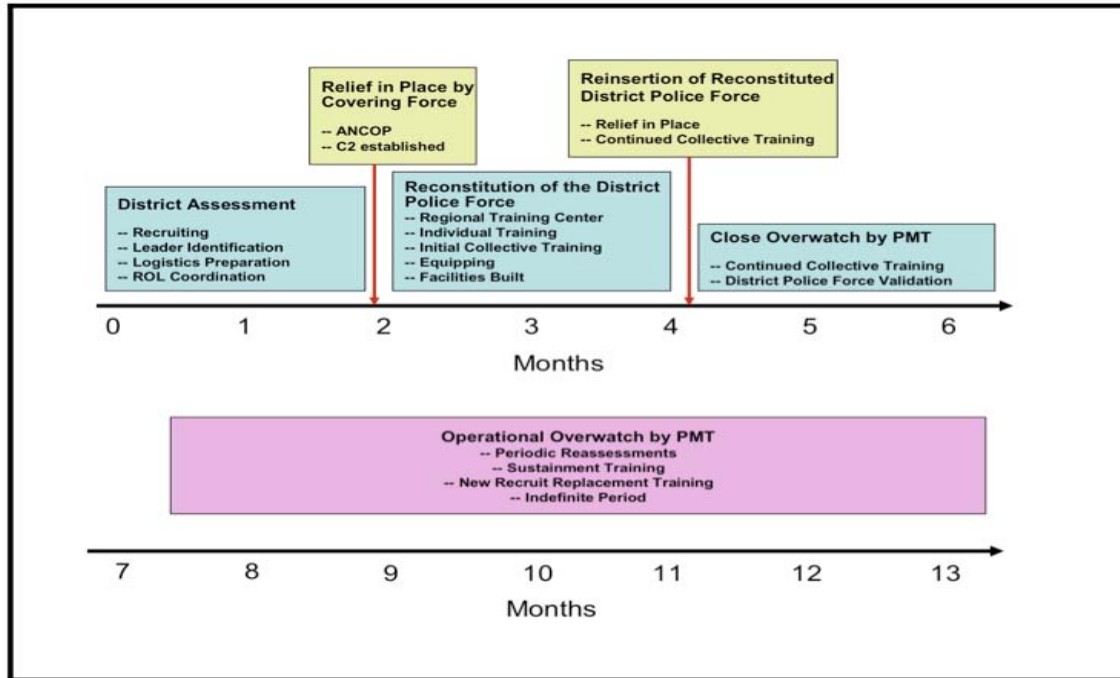 Relief in Place by
Covering Force
-- ANCOP
-- C2 established
Reinsertion of Reconstituted
District Police Force
-- Relief in Place
-- Continued Collective Training
District Assessment
-- Recruiting
-- Leader Identification
-- Logistics Preparation
-- ROL Coordination
Reconstitution of the District
Police Force
-- Regional Training Center
-- Individual Training
-- Initial Collective Training
-- Equipping
-- Facilities Built
Close Overwatch by PMT
-- Continued Collective Training
-- District Police Force Validation
0 1 2 3 4 5 6
Months
Operational Overwatch by PMT
-- Periodic Reassessments
-- Sustainment Training
-- New Recruit Replacement Training
-- Indefinite Period
7 8 9 10 11 12 13
Months